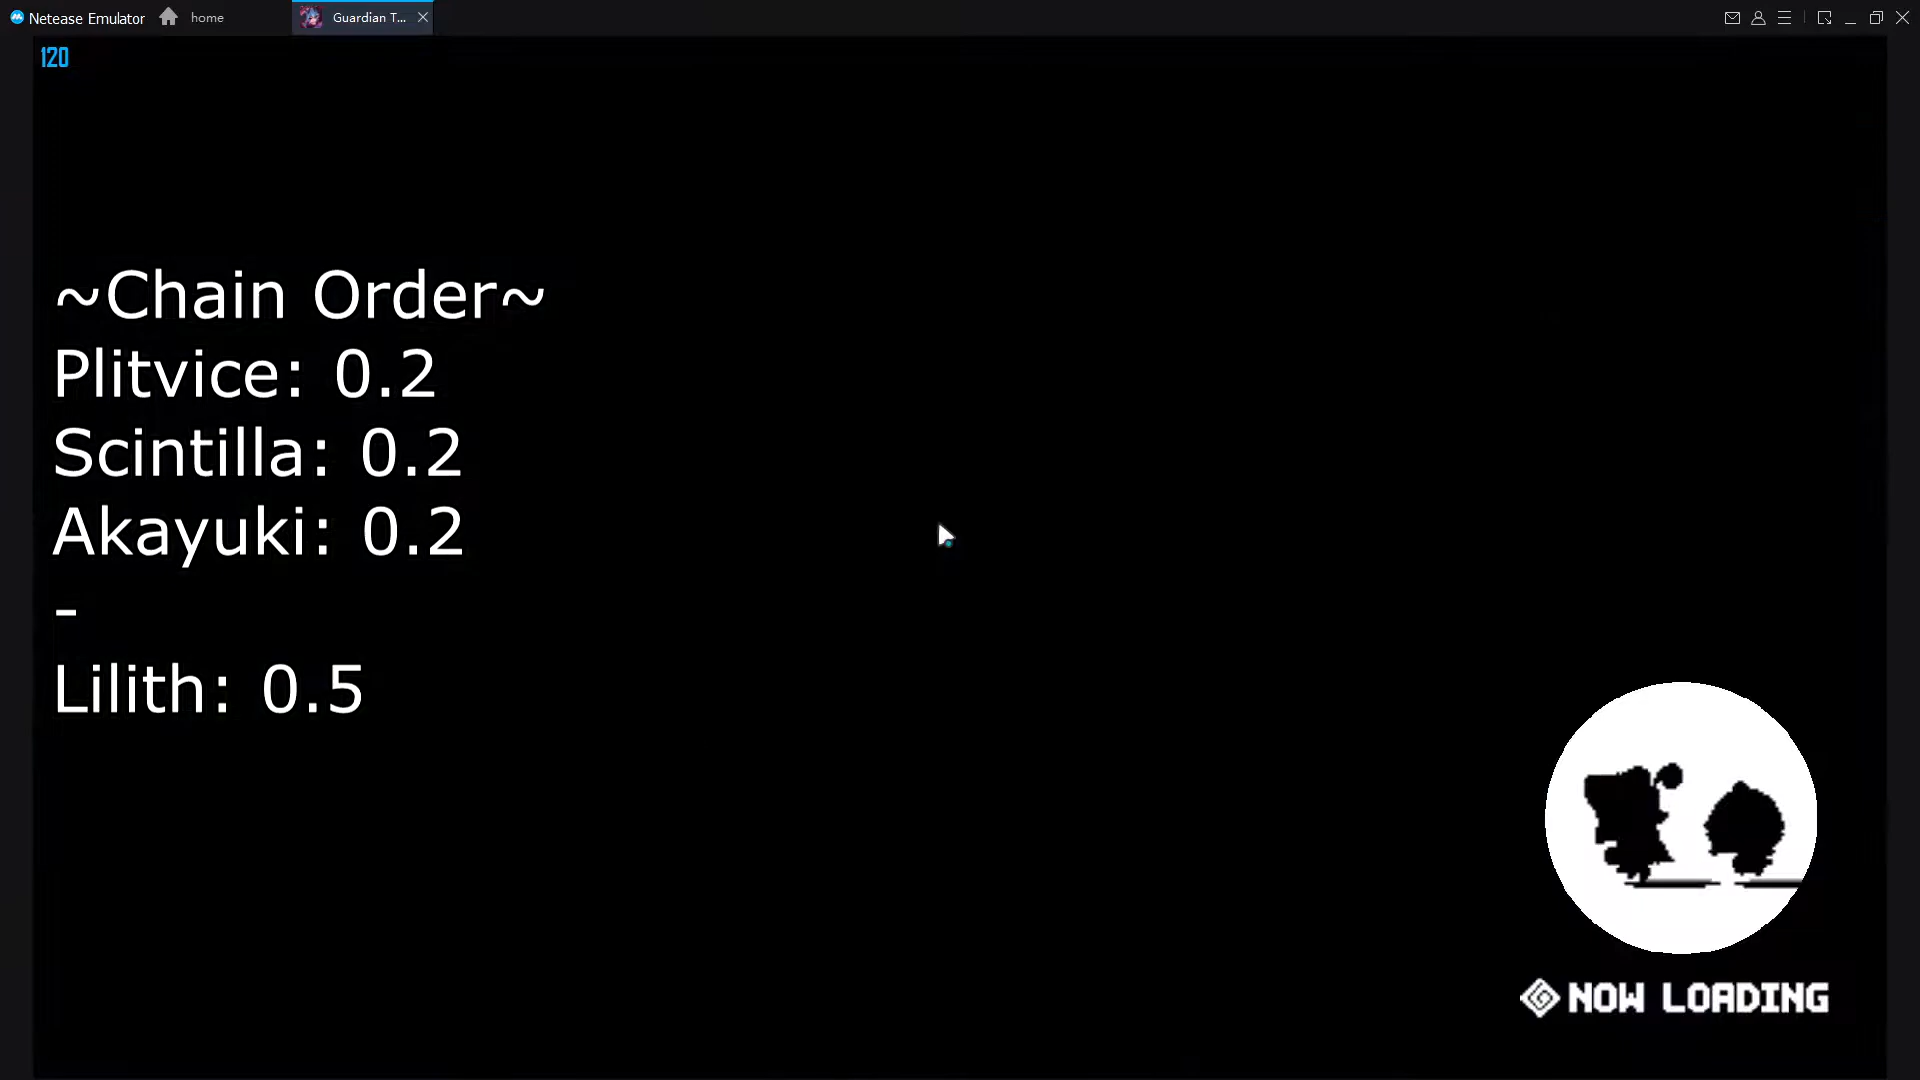 Netease Emulator
home
Guardian T...
120
~Chain Order~
Plitvice: 0.2
Scintilla: 0.2
Akayuki: 0.2
-
Lilith: 0.5
NOW LOADING